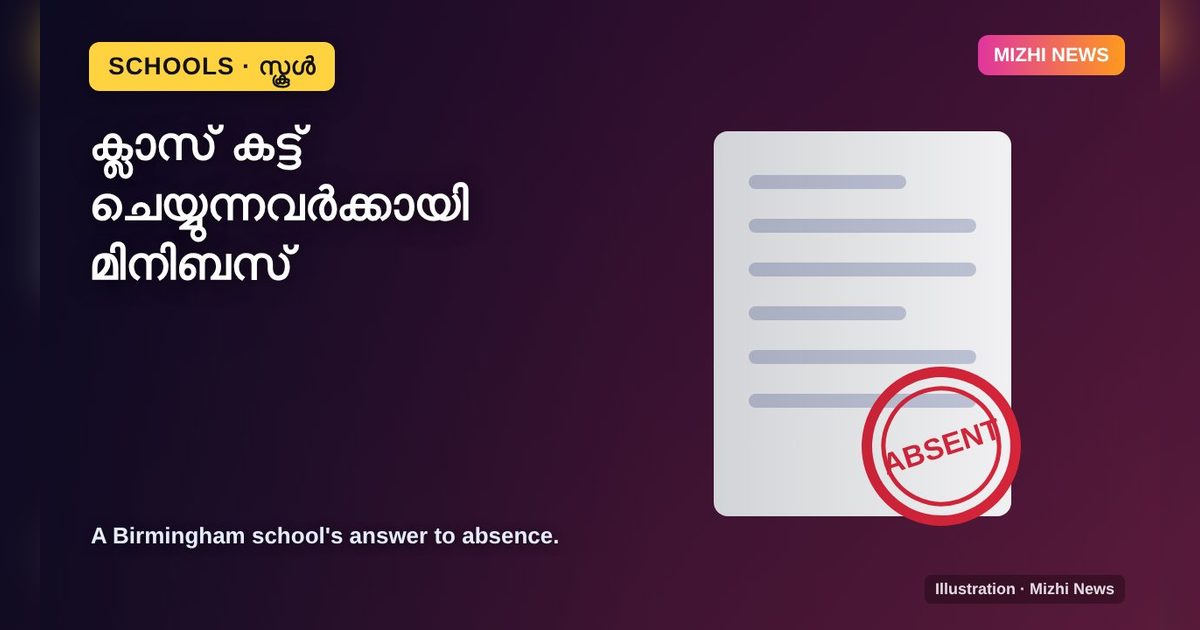 SCHOOLS · സ്കൂൾ
MIZHI NEWS
ക്ലാസ് കട്ട്
ചെയ്യുന്നവർക്കായി
മിനിബസ്
ABSENT
A Birmingham school's answer to absence.
Illustration · Mizhi News